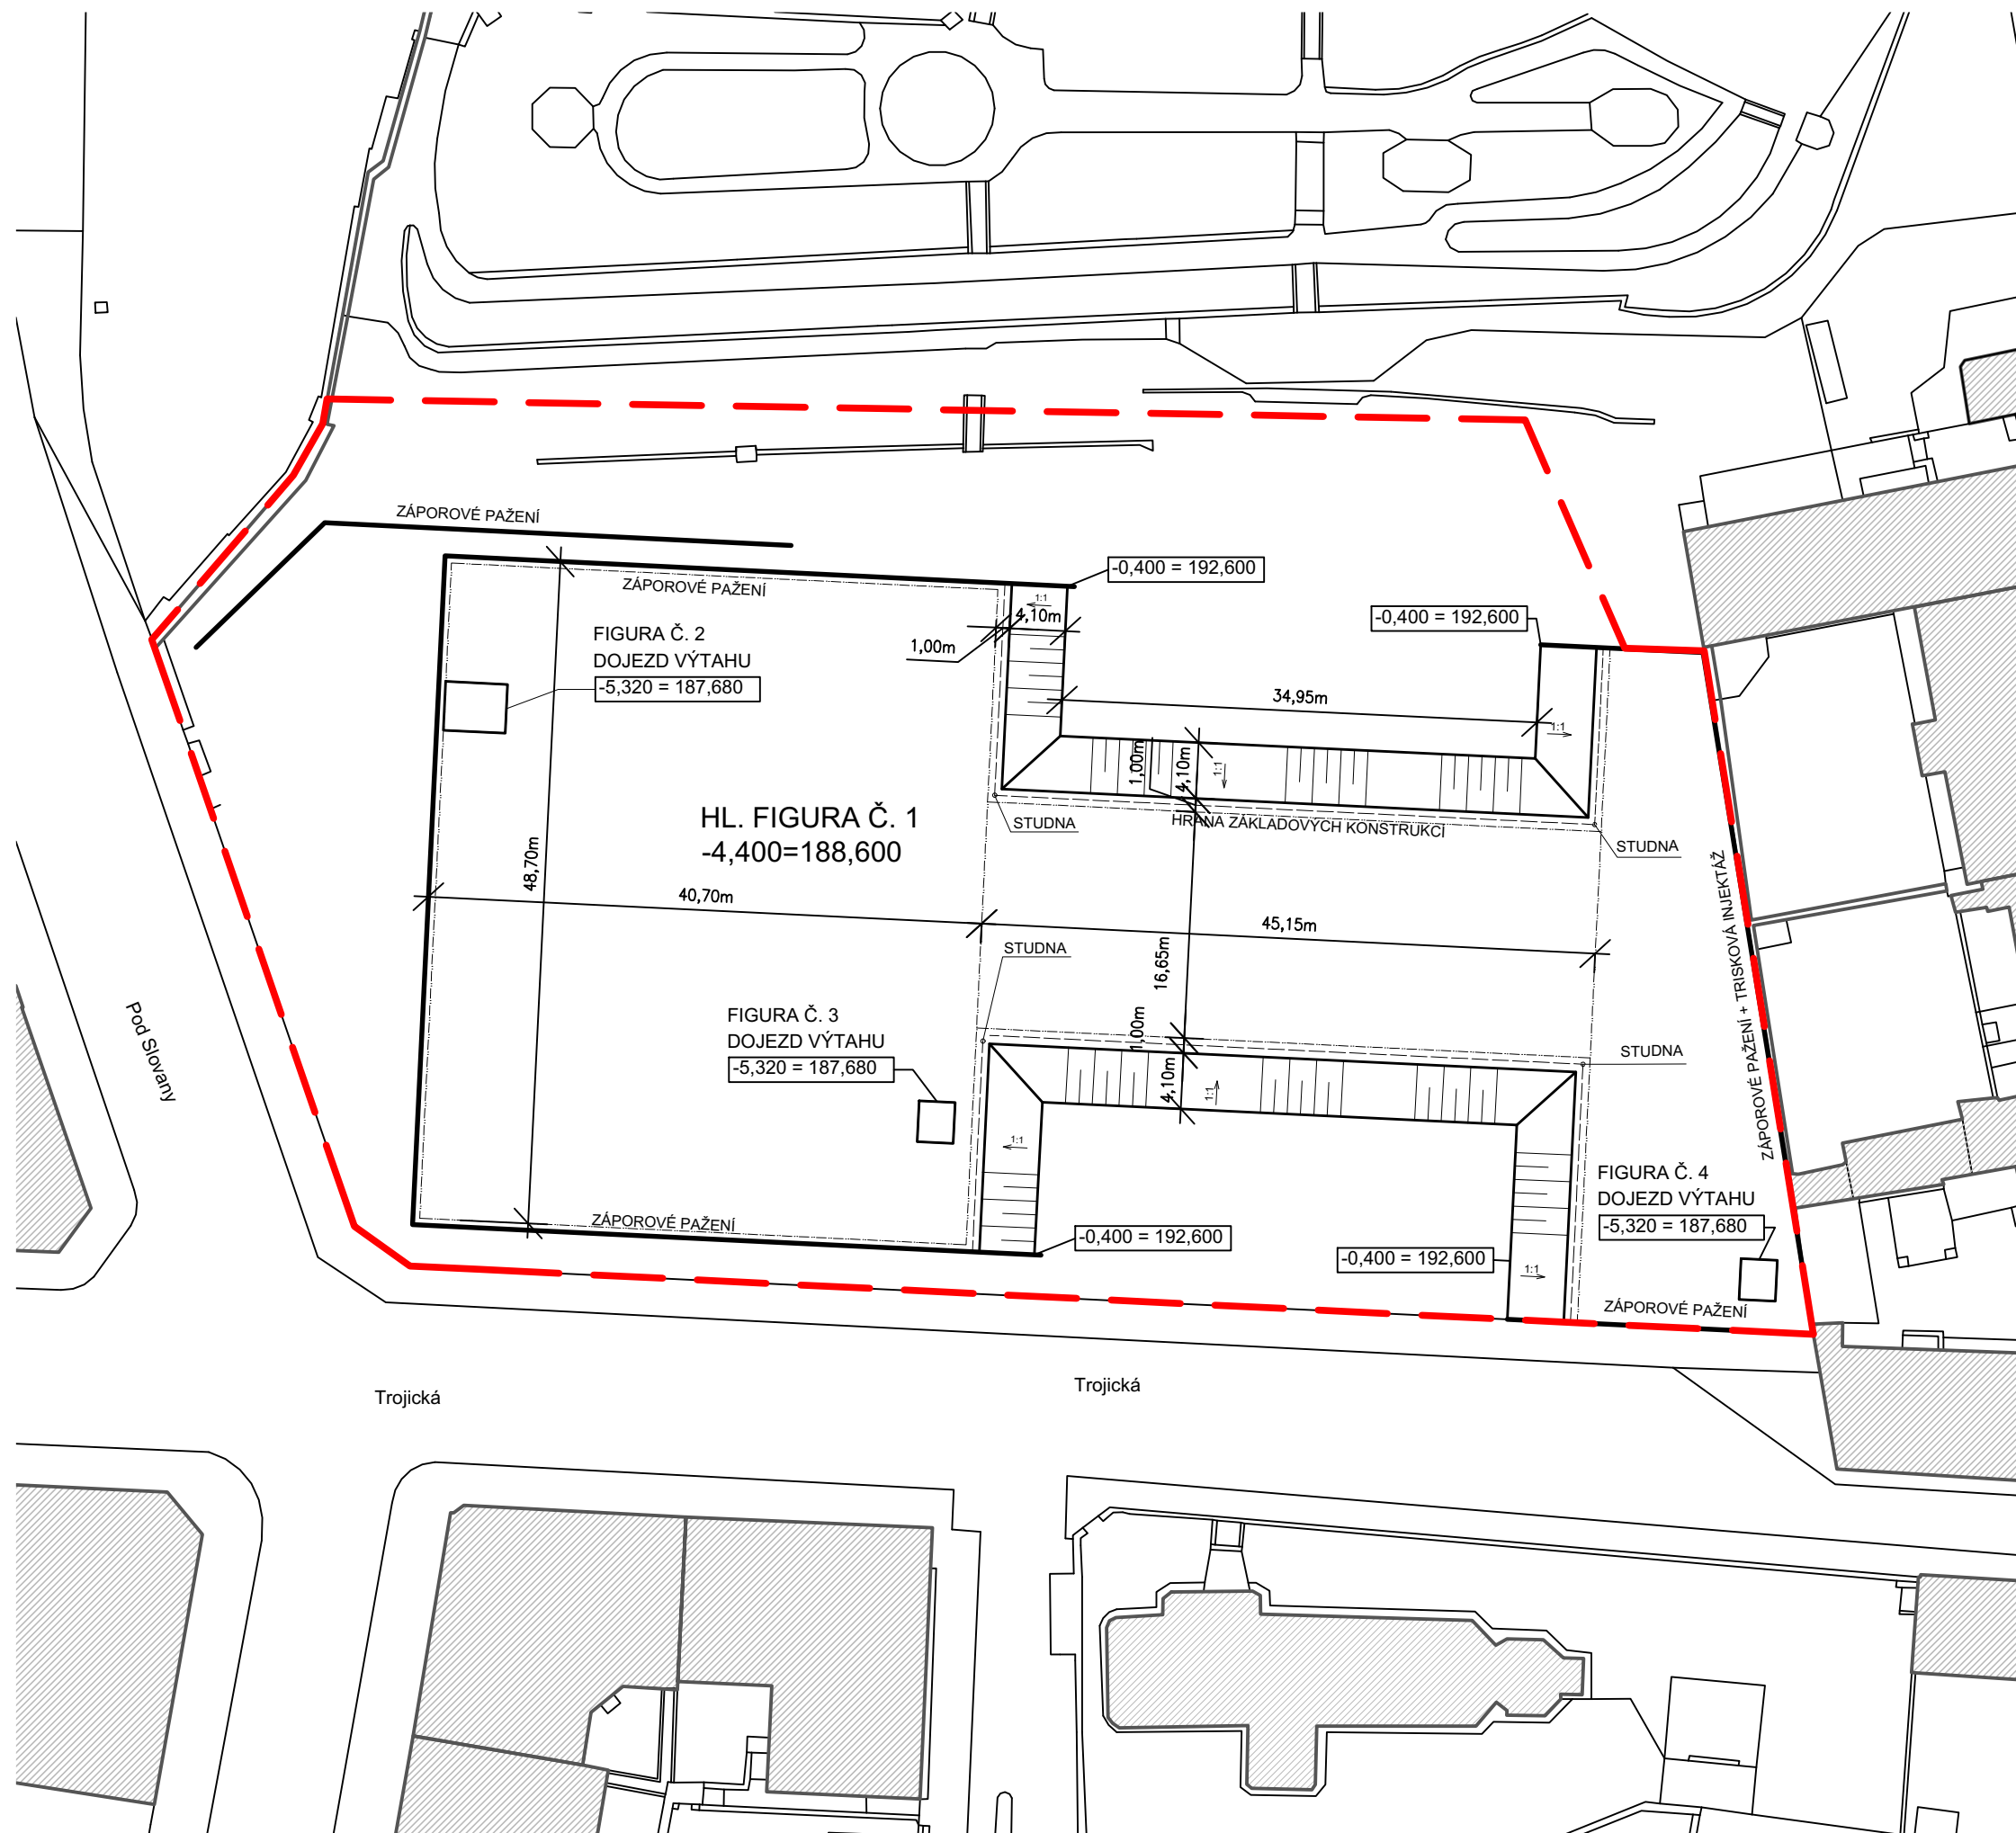 ZÁPOROVÉ PAŽENÍ
-0,400 = 192,600
ZÁPOROVÉ PAŽENÍ
1:1
4,10m
-0,400 = 192,600
FIGURA Č. 2
DOJEZD VÝTAHU
-5,320 = 187,680
1,00m
34,95m
1:1
1,00m
4,10m
1:1
HL. FIGURA Č. 1
-4,400=188,600
STUDNA
HRANA ZÁKLADOVÝCH KONSTRUKCÍ
STUDNA
48,70m
40,70m
45,15m
STUDNA
16,65m
ZÁPOROVÉ PAŽENÍ + TRISKOVÁ INJEKTÁŽ
Pod Slovany
FIGURA Č. 3
DOJEZD VÝTAHU
-5,320 = 187,680
1,00m
4,10m
1:1
STUDNA
1:1
FIGURA Č. 4
DOJEZD VÝTAHU
-5,320 = 187,680
ZÁPOROVÉ PAŽENÍ
-0,400 = 192,600
-0,400 = 192,600
1:1
ZÁPOROVÉ PAŽENÍ
Trojická
Trojická